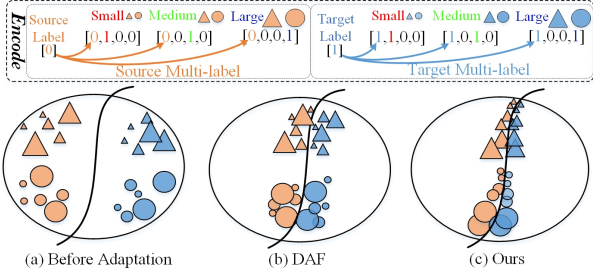 Encode
Source Small Medium Large
Label
[0] [0,1,0,0] [0,0,1,0] [0,0,0,1]
Source Multi-label
Target Small Medium Large
Label
[1] [1,1,0,0] [1,0,1,0] [1,0,0,1]
Target Multi-label
(a) Before Adaptation (b) DAF (c) Ours